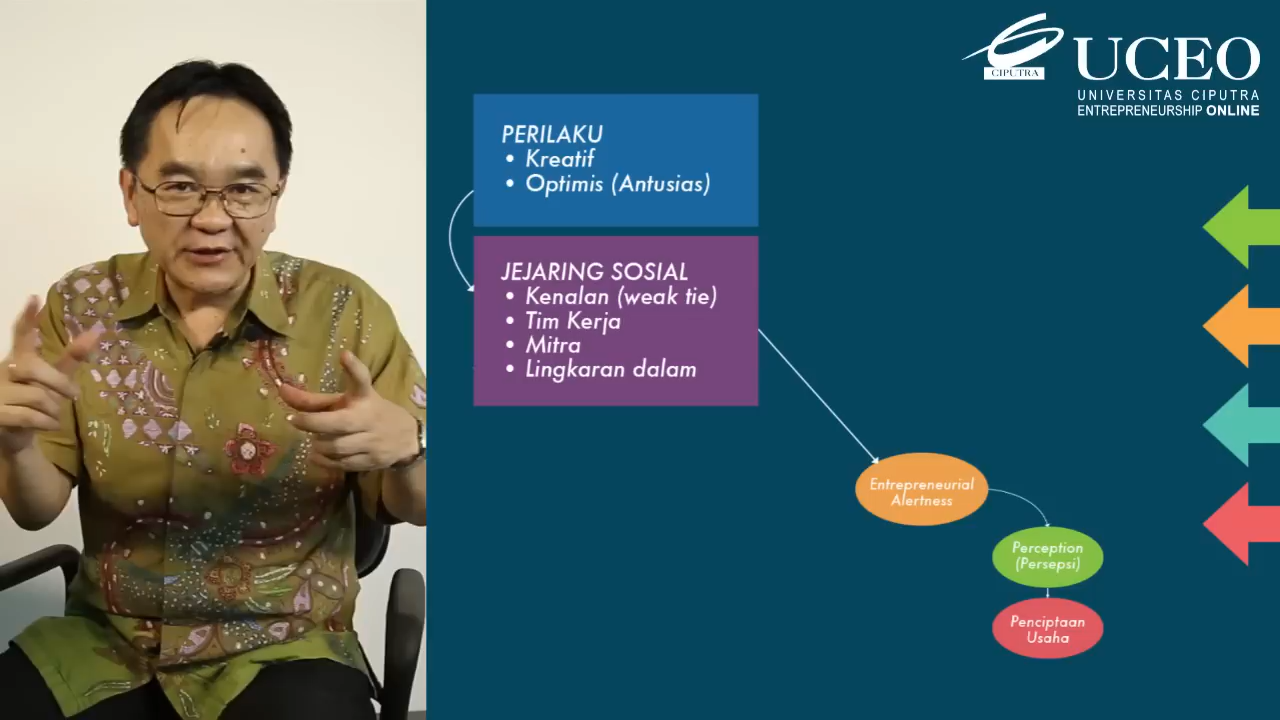 CIPUTRA
UCEO
UNIVERSITAS CIPUTRA
ENTREPRENEURSHIP ONLINE
PERILAKU
• Kreatif
• Optimis (Antusias)
JEJARING SOSIAL
• Kenalan (weak tie)
• Tim Kerja
• Mitra
• Lingkaran dalam
Entrepreneurial
Alertness
Perception
(Persepsi)
Penciptaan
Usaha